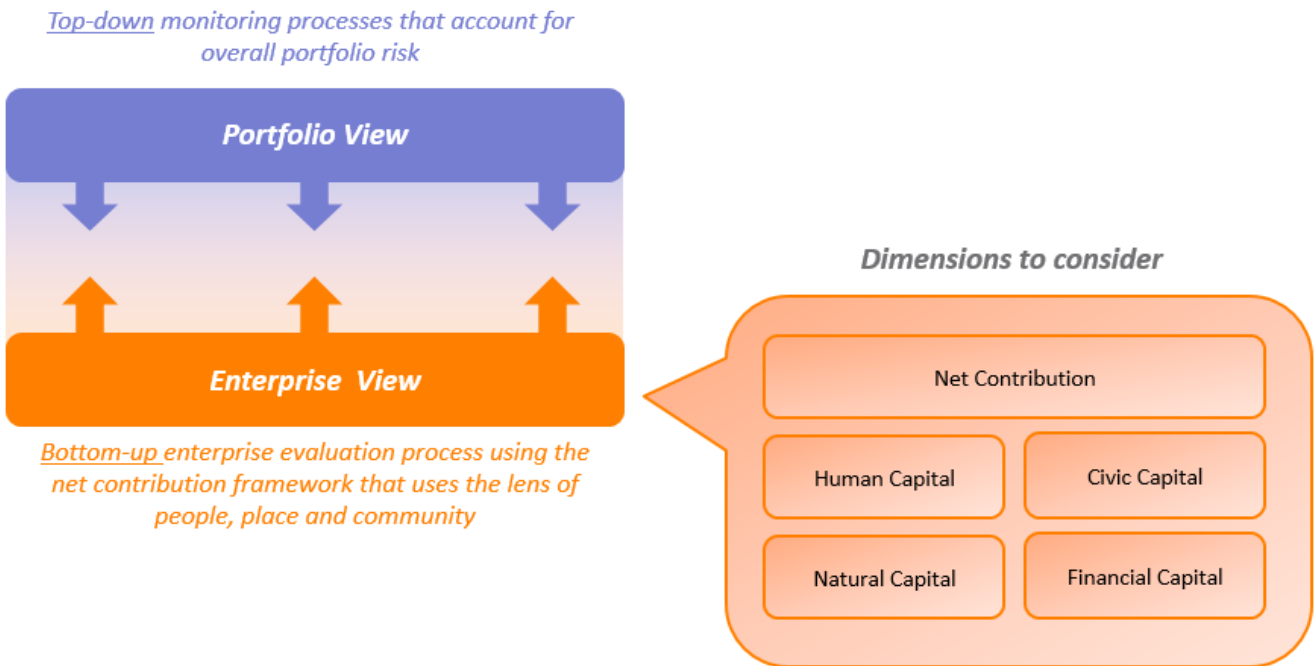 Top-down monitoring processes that account for
overall portfolio risk
Portfolio View
Enterprise View
Bottom-up enterprise evaluation process using the
net contribution framework that uses the lens of
people, place and community
Dimensions to consider
Net Contribution
Human Capital
Civic Capital
Natural Capital
Financial Capital